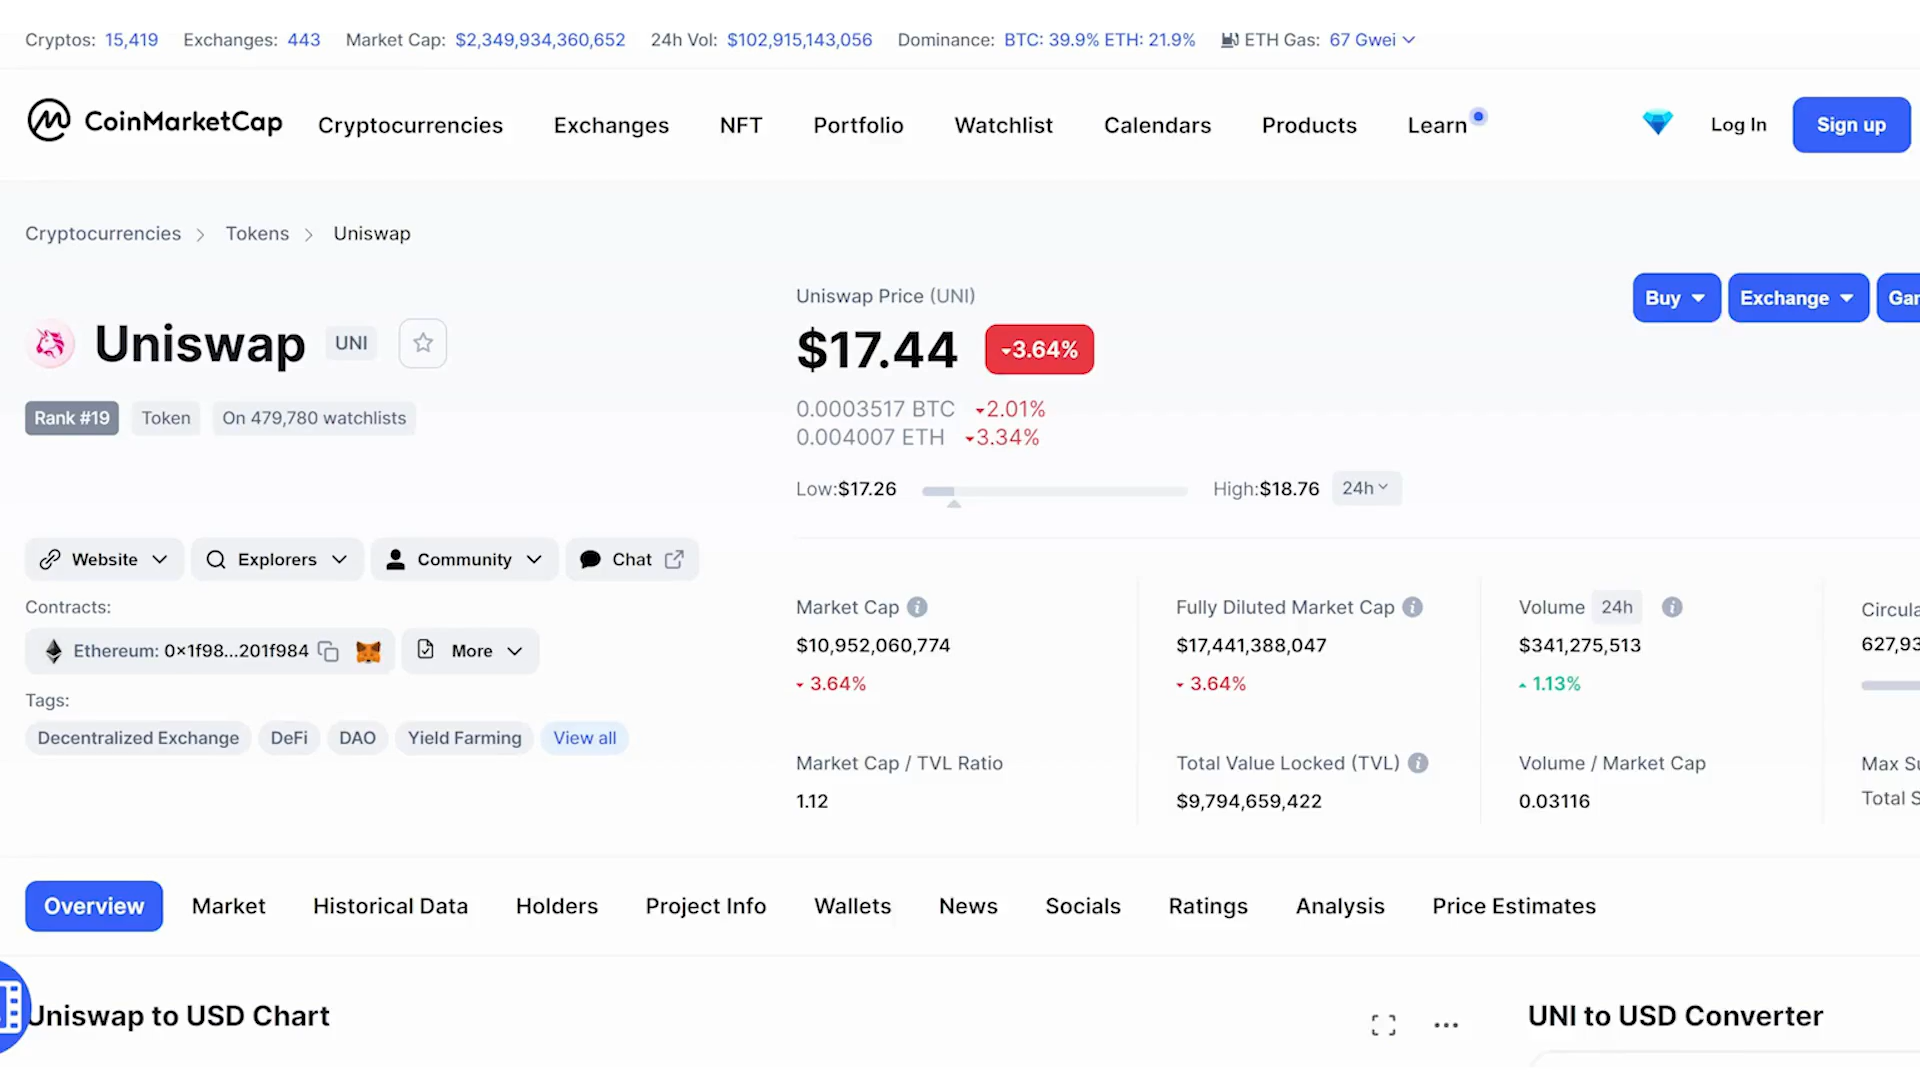 Cryptos: 15,419 Exchanges: 443 Market Cap: $2,349,934,360,652 24h Vol: $102,915,143,056 Dominance: BTC: 39.9% ETH: 21.9% ETH Gas: 67 Gwei
CoinMarketCap Cryptocurrencies Exchanges NFT Portfolio Watchlist Calendars Products Learn Log In Sign up
Cryptocurrencies Tokens Uniswap
Uniswap UNI
Rank #19 Token On 479,780 watchlists
Website Explorers Community Chat
Contracts:
Ethereum: 0x1f98...201f984 More
Tags:
Decentralized Exchange DeFi DAO Yield Farming View all
Uniswap Price (UNI)
$17.44 3.64%
0.0003517 BTC 2.01%
0.004007 ETH 3.34%
Low:$17.26 High:$18.76 24h
Buy Exchange Gar
Market Cap
$10,952,060,774
3.64%
Fully Diluted Market Cap
$17,441,388,047
3.64%
Volume 24h
$341,275,513
1.13%
Circula
627,93
Market Cap / TVL Ratio
1.12
Total Value Locked (TVL)
$9,794,659,422
Volume / Market Cap
0.03116
Max Su
Total S
Overview Market Historical Data Holders Project Info Wallets News Socials Ratings Analysis Price Estimates
Uniswap to USD Chart
UNI to USD Converter